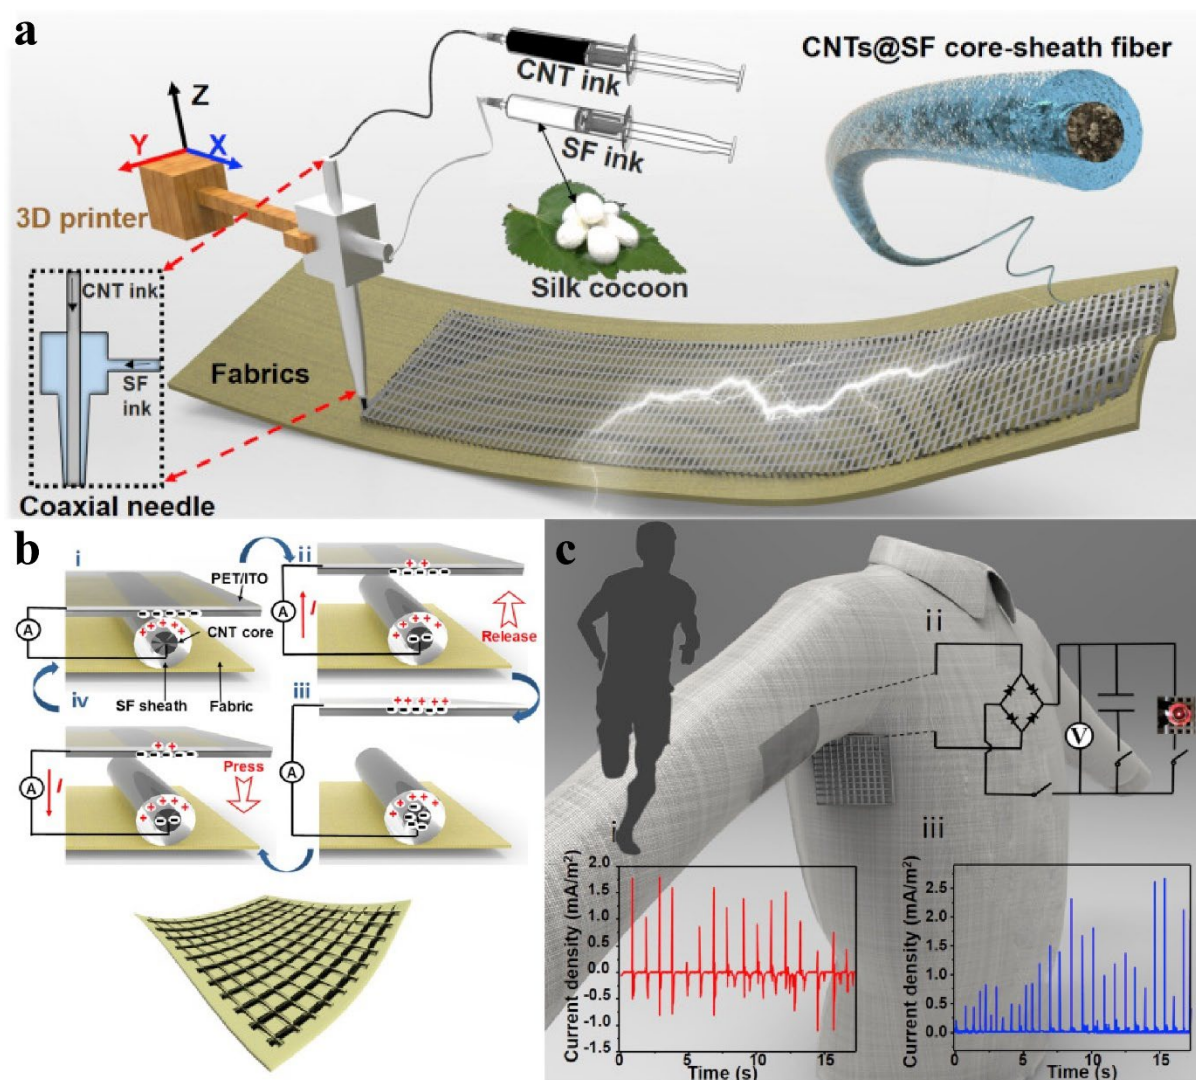 a
CNTs@SF core-sheath fiber
CNT ink
Z
Y
X
SF ink
3D printer
Silk cocoon
CNT ink
SF
ink
Fabrics
Coaxial needle
b
i
ii
PET/ITO
A
CNT core
A
I
Release
iv
SF sheath
Fabric
iii
A
I
Press
A
c
ii
V
i
iii
Current density (mA/m²)
2.0
1.5
1.0
0.5
0.0
-0.5
-1.0
-1.5
0
5
10
15
Time (s)
Current density (mA/m²)
2.5
2.0
1.5
1.0
0.5
0.0
0
5
10
15
Time (s)